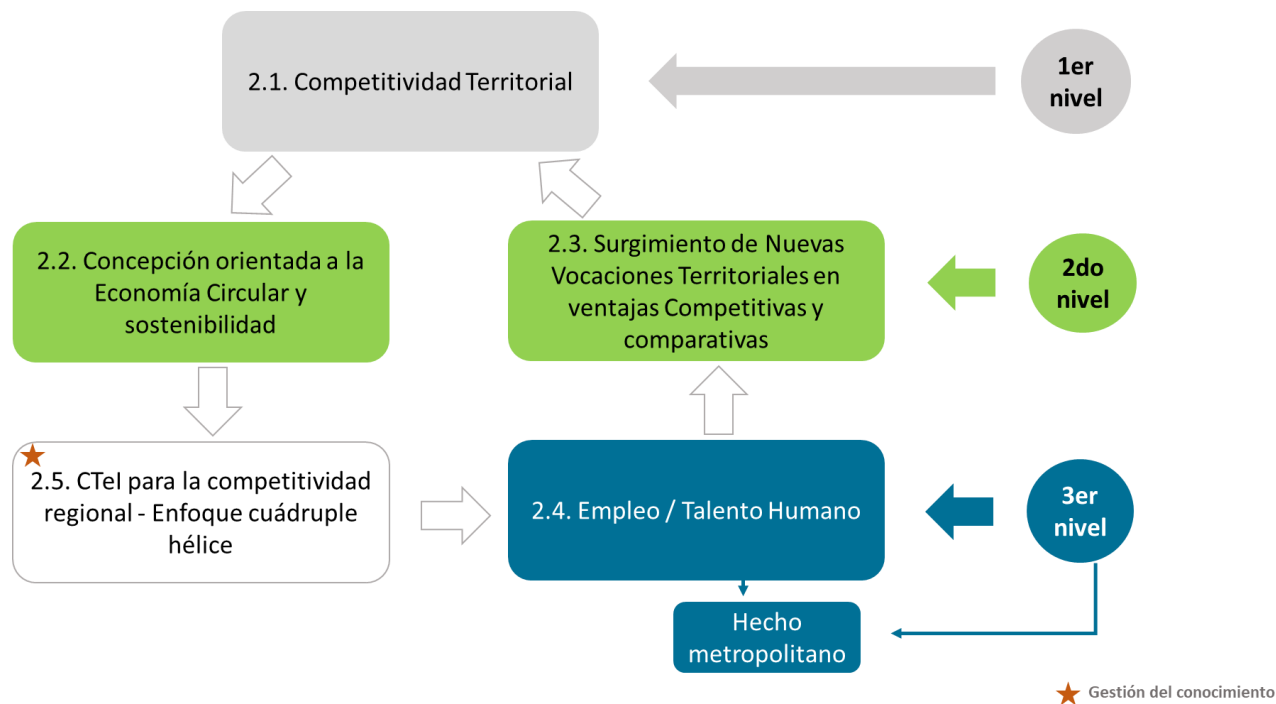 2.1. Competitividad Territorial
1er
nivel
2.2. Concepción orientada a la
Economía Circular y
sostenibilidad
2.3. Surgimiento de Nuevas
Vocaciones Territoriales en
ventajas Competitivas y
comparativas
2do
nivel
2.5. CTeI para la competitividad
regional - Enfoque cuádruple
hélice
2.4. Empleo / Talento Humano
3er
nivel
Hecho
metropolitano
Gestión del conocimiento